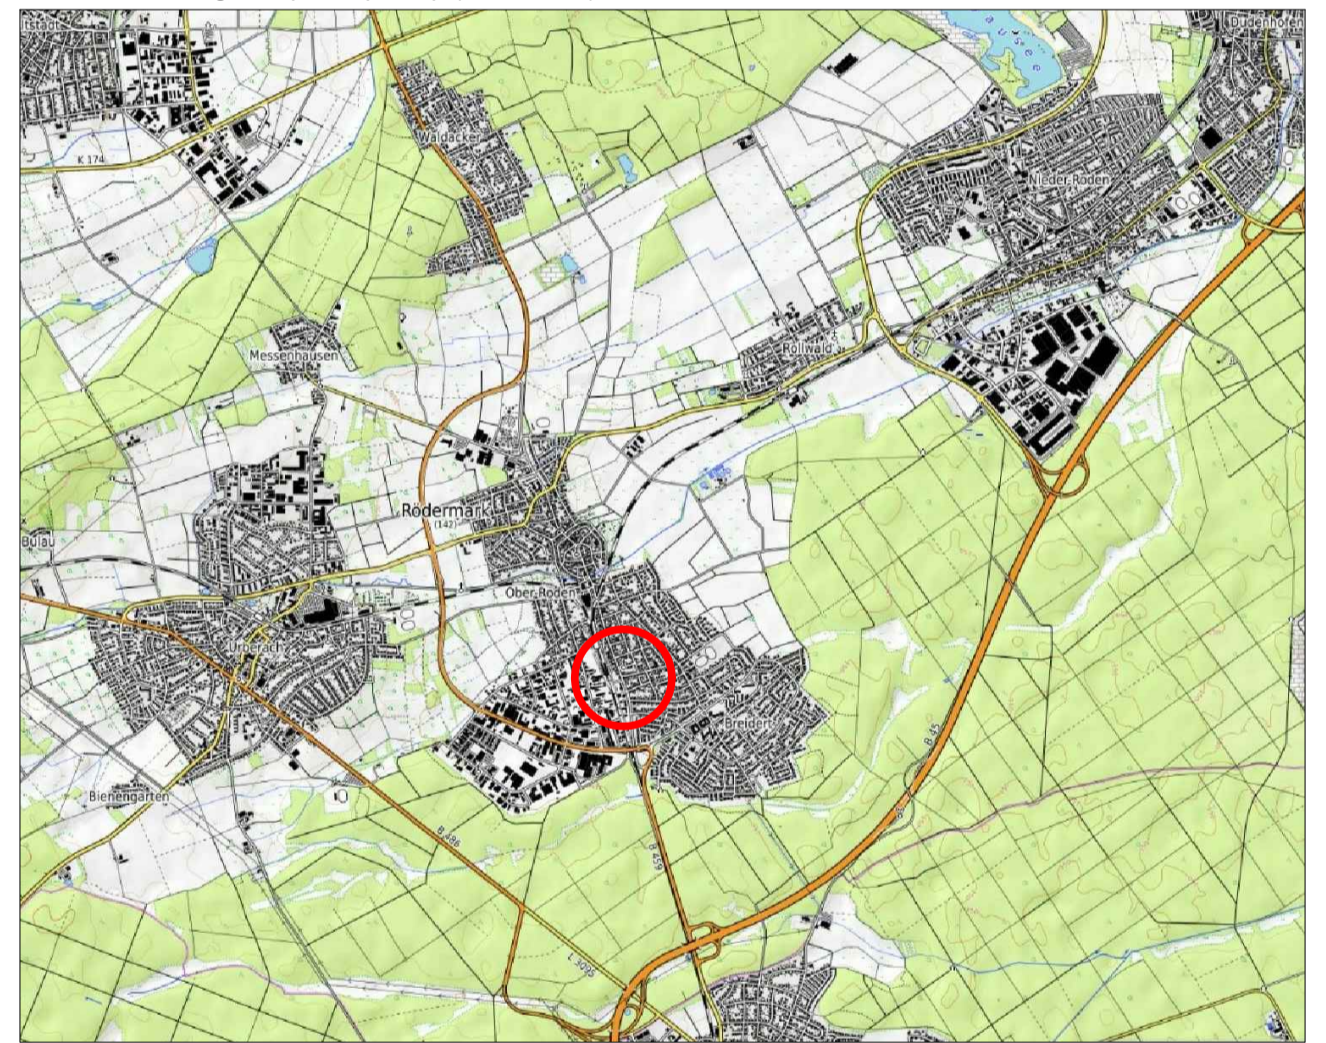 Dudenhofen
Waldacker
K 174
Nieder-Roden
Rollwald
Messenhausen
Rödermark
(142)
Bulau
Ober-Roden
Urberach
Breidert
B 45
Bienengarten
B 486
B 459
L 3095